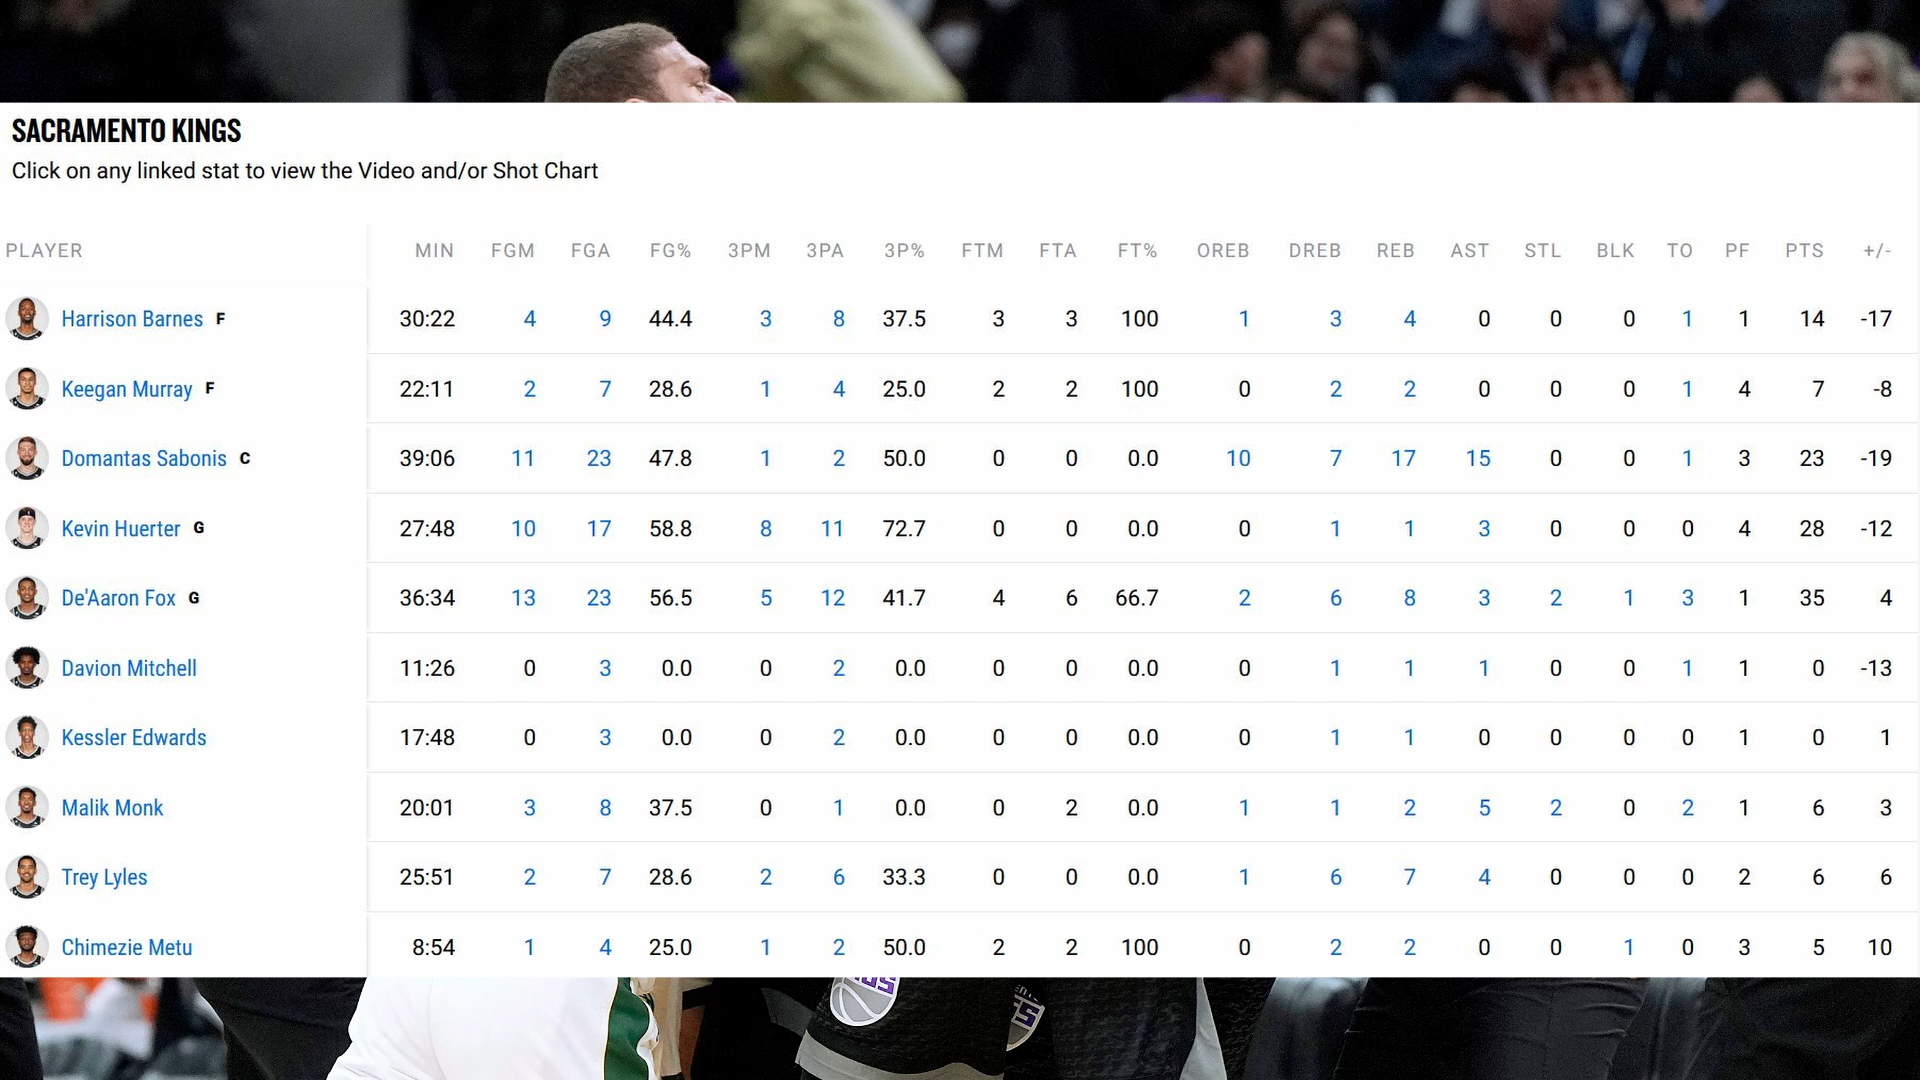 SACRAMENTO KINGS
Click on any linked stat to view the Video and/or Shot Chart
PLAYER MIN FGM FGA FG% 3PM 3PA 3P% FTM FTA FT% OREB DREB REB AST STL BLK TO PF PTS +/-
Harrison Barnes F 30:22 4 9 44.4 3 8 37.5 3 3 100 1 3 4 0 0 0 1 1 14 -17
Keegan Murray F 22:11 2 7 28.6 1 4 25.0 2 2 100 0 2 2 0 0 0 1 4 7 -8
Domantas Sabonis C 39:06 11 23 47.8 1 2 50.0 0 0 0.0 10 7 17 15 0 0 1 3 23 -19
Kevin Huerter G 27:48 10 17 58.8 8 11 72.7 0 0 0.0 0 1 1 3 0 0 0 4 28 -12
De'Aaron Fox G 36:34 13 23 56.5 5 12 41.7 4 6 66.7 2 6 8 3 2 1 3 1 35 4
Davion Mitchell 11:26 0 3 0.0 0 2 0.0 0 0 0.0 0 1 1 1 0 0 1 1 0 -13
Kessler Edwards 17:48 0 3 0.0 0 2 0.0 0 0 0.0 0 1 1 0 0 0 0 1 0 1
Malik Monk 20:01 3 8 37.5 0 1 0.0 0 2 0.0 1 1 2 5 2 0 2 1 6 3
Trey Lyles 25:51 2 7 28.6 2 6 33.3 0 0 0.0 1 6 7 4 0 0 0 2 6 6
Chimezie Metu 8:54 1 4 25.0 1 2 50.0 2 2 100 0 2 2 0 0 1 0 3 5 10